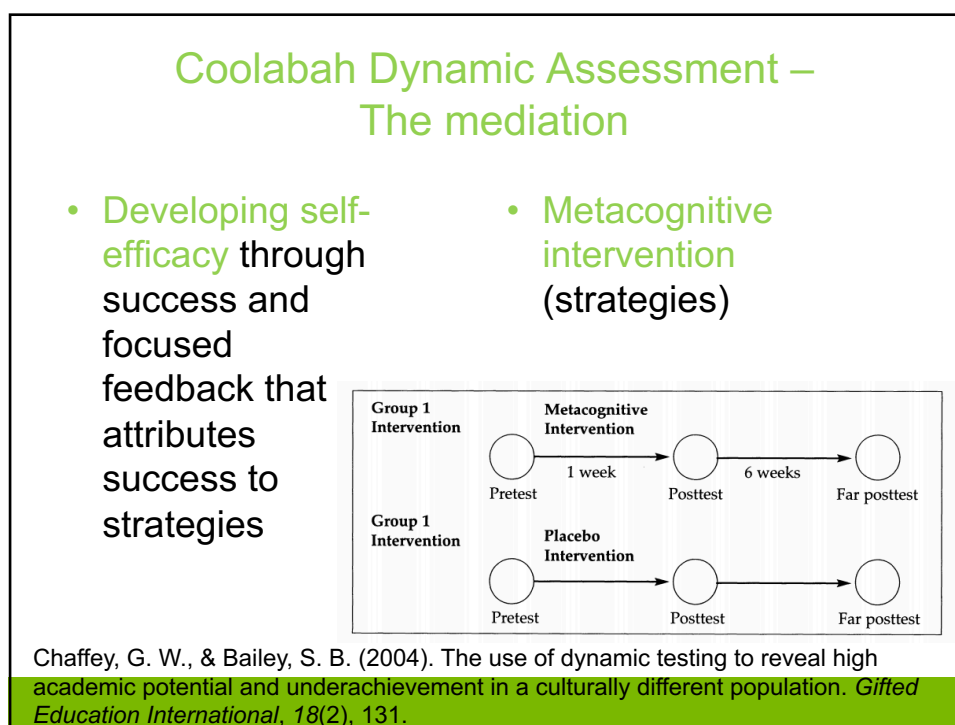 Coolabah Dynamic Assessment –
The mediation
• Developing self-
efficacy through
success and
focused
feedback that
attributes
success to
strategies
• Metacognitive
intervention
(strategies)
Group 1
Intervention
Metacognitive
Intervention
1 week
6 weeks
Pretest
Posttest
Far posttest
Group 1
Intervention
Placebo
Intervention
Pretest
Posttest
Far posttest
Chaffey, G. W., & Bailey, S. B. (2004). The use of dynamic testing to reveal high
academic potential and underachievement in a culturally different population. Gifted
Education International, 18(2), 131.